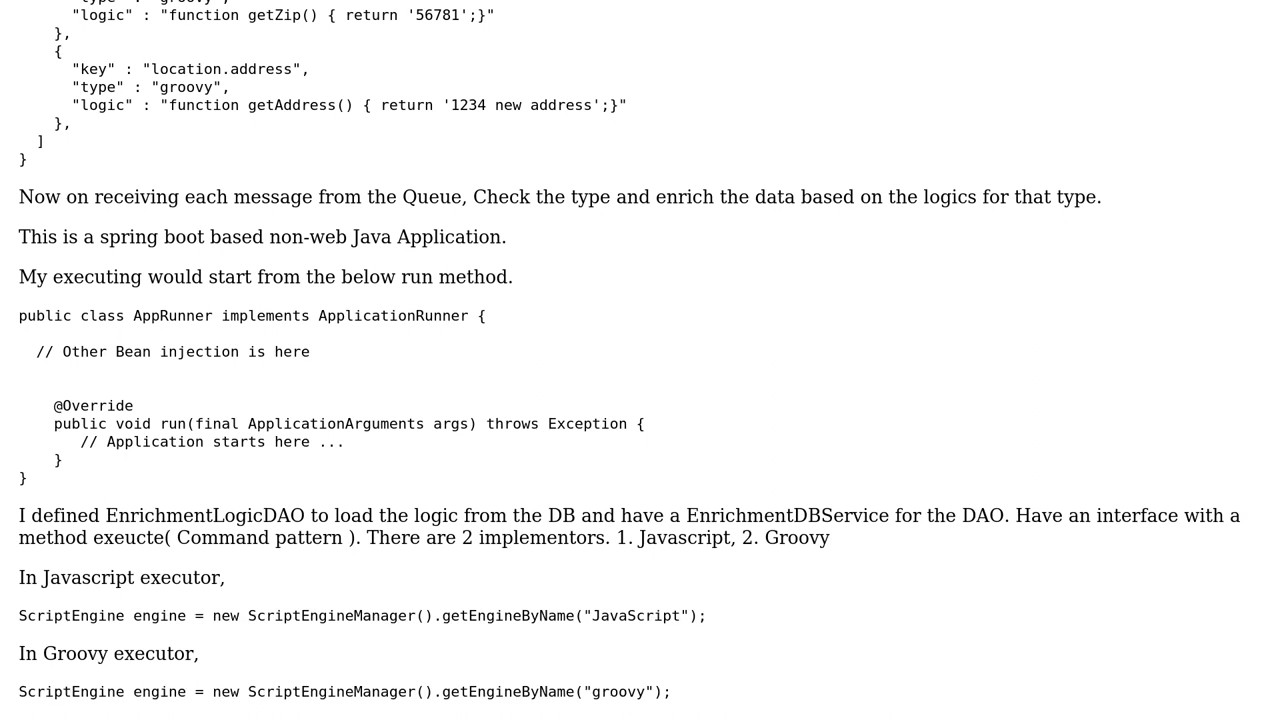 "type" : "groovy",
"logic" : "function getZip() { return '56781';}"
},
{
"key" : "location.address",
"type" : "groovy",
"logic" : "function getAddress() { return '1234 new address';}"
},
]
}
Now on receiving each message from the Queue, Check the type and enrich the data based on the logics for that type.
This is a spring boot based non-web Java Application.
My executing would start from the below run method.
public class AppRunner implements ApplicationRunner {
// Other Bean injection is here
@Override
public void run(final ApplicationArguments args) throws Exception {
// Application starts here ...
}
}
I defined EnrichmentLogicDAO to load the logic from the DB and have a EnrichmentDBService for the DAO. Have an interface with a
method exeucte( Command pattern ). There are 2 implementors. 1. Javascript, 2. Groovy
In Javascript executor,
ScriptEngine engine = new ScriptEngineManager().getEngineByName("JavaScript");
In Groovy executor,
ScriptEngine engine = new ScriptEngineManager().getEngineByName("groovy");